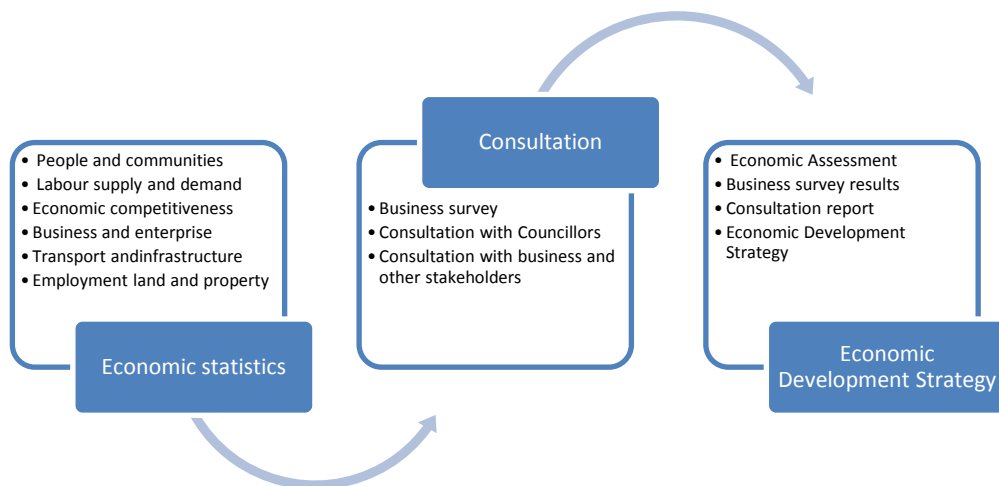 • People and communities
• Labour supply and demand
• Economic competitiveness
• Business and enterprise
• Transport andinfrastructure
• Employment land and property
Economic statistics
Consultation
• Business survey
• Consultation with Councillors
• Consultation with business and
other stakeholders
• Economic Assessment
• Business survey results
• Consultation report
• Economic Development
Strategy
Economic
Development Strategy